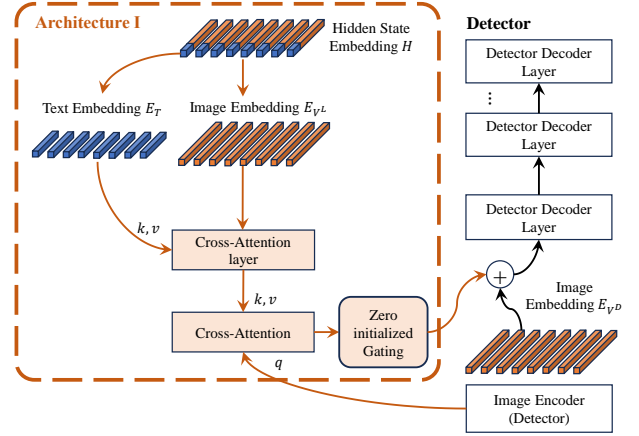 Architecture I
Hidden State
Embedding H
Text Embedding E_T
Image Embedding E_{V^L}
k, v
Cross-Attention
layer
k, v
Cross-Attention
Zero
initialized
Gating
q
Detector
Detector Decoder
Layer
...
Detector Decoder
Layer
Detector Decoder
Layer
+
Image
Embedding E_{V^D}
Image Encoder
(Detector)